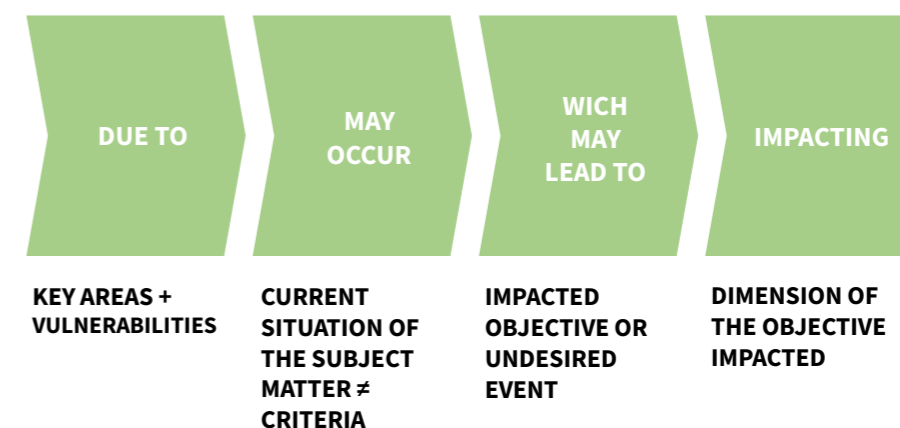 DUE TO
MAY
OCCUR
WICH
MAY
LEAD TO
IMPACTING
KEY AREAS +
VULNERABILITIES
CURRENT
SITUATION OF
THE SUBJECT
MATTER ≠
CRITERIA
IMPACTED
OBJECTIVE OR
UNDESIRED
EVENT
DIMENSION OF
THE OBJECTIVE
IMPACTED